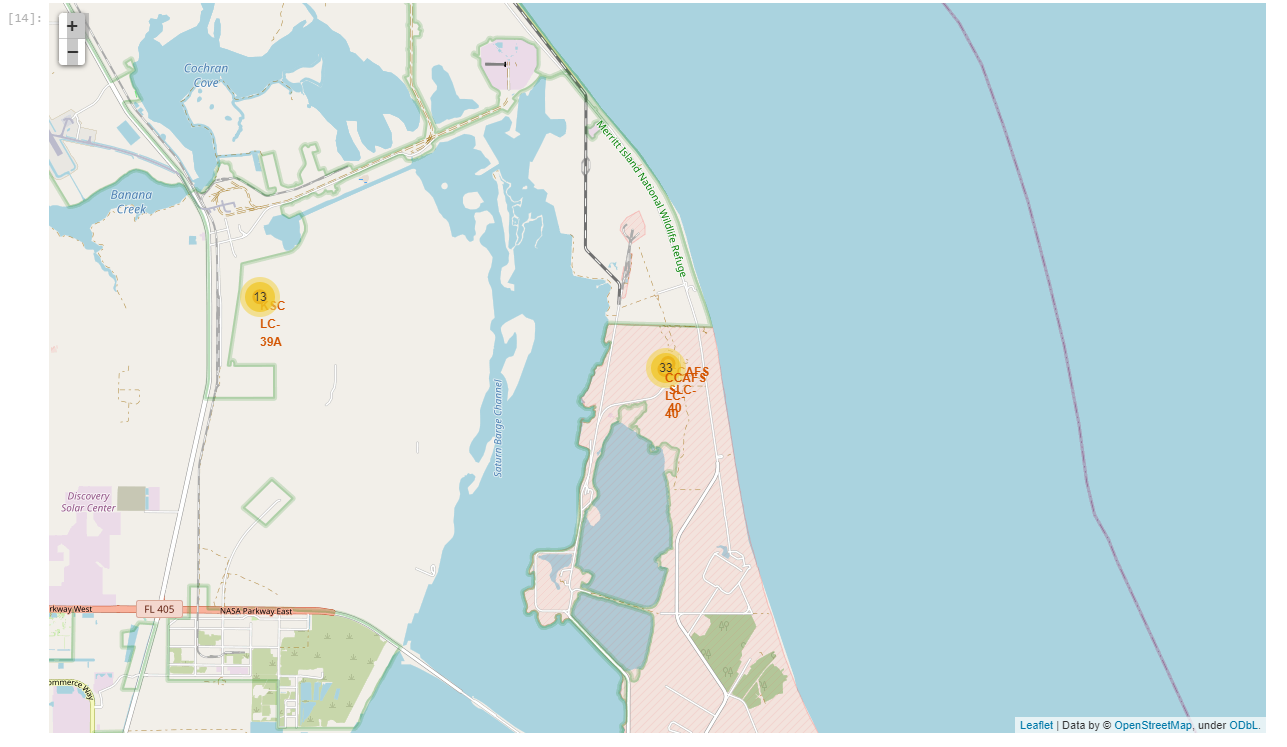 [14]:
+
−
Cochran
Cove
Banana
Creek
Merritt Island National Wildlife Refuge
13
KSC
LC-
39A
33
CCAFS
CCAFS
SLC-
LC-
40
40
Saturn Barge Channel
Discovery
Solar Center
rkway West
FL 405
NASA Parkway East
ommerce Way
Leaflet | Data by © OpenStreetMap, under ODbL.